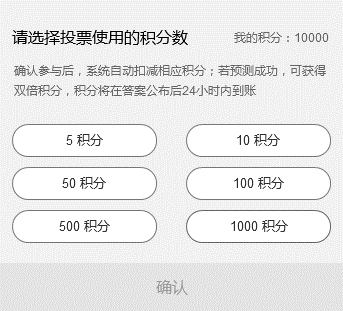 请选择投票使用的积分数 我的积分：10000
确认参与后，系统自动扣减相应积分；若预测成功，可获得
双倍积分，积分将在答案公布后24小时内到账
5 积分 10 积分
50 积分 100 积分
500 积分 1000 积分
确认